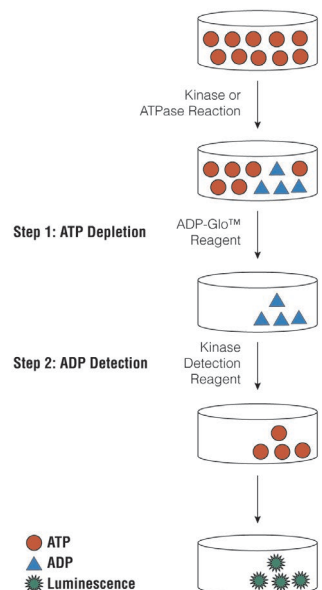 Kinase or
ATPase Reaction
Step 1: ATP Depletion
ADP-Glo™
Reagent
Step 2: ADP Detection
Kinase
Detection
Reagent
ATP
ADP
Luminescence